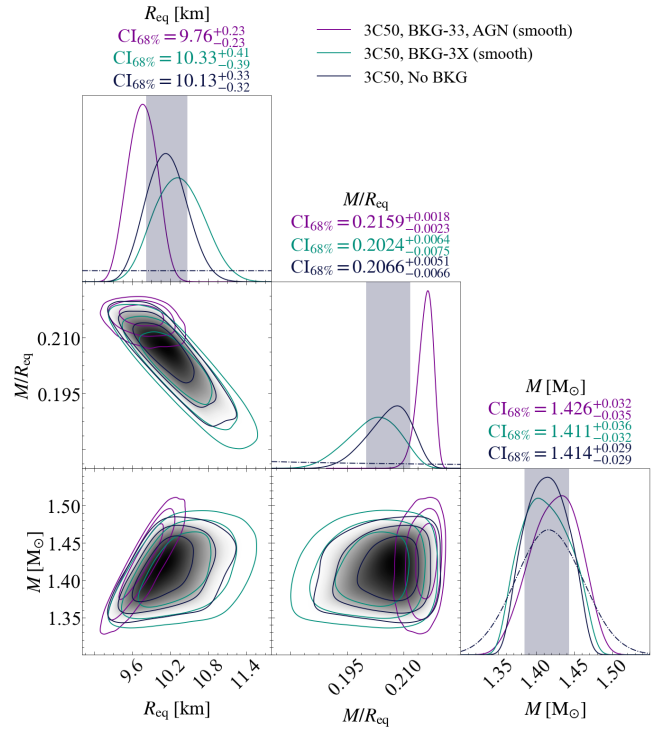 R_eq [km]
CI_68% = 9.76^{+0.23}_{-0.23}
CI_68% = 10.33^{+0.41}_{-0.39}
CI_68% = 10.13^{+0.33}_{-0.32}
3C50, BKG-33, AGN (smooth)
3C50, BKG-3X (smooth)
3C50, No BKG
M/R_eq
CI_68% = 0.2159^{+0.0018}_{-0.0023}
CI_68% = 0.2024^{+0.0064}_{-0.0075}
CI_68% = 0.2066^{+0.0051}_{-0.0066}
M/R_eq
0.210
0.195
M [M_⊙]
CI_68% = 1.426^{+0.032}_{-0.035}
CI_68% = 1.411^{+0.036}_{-0.032}
CI_68% = 1.414^{+0.029}_{-0.029}
M [M_⊙]
1.50
1.45
1.40
1.35
9.6 10.2 10.8 11.4
R_eq [km]
0.195 0.210
M/R_eq
1.35 1.40 1.45 1.50
M [M_⊙]